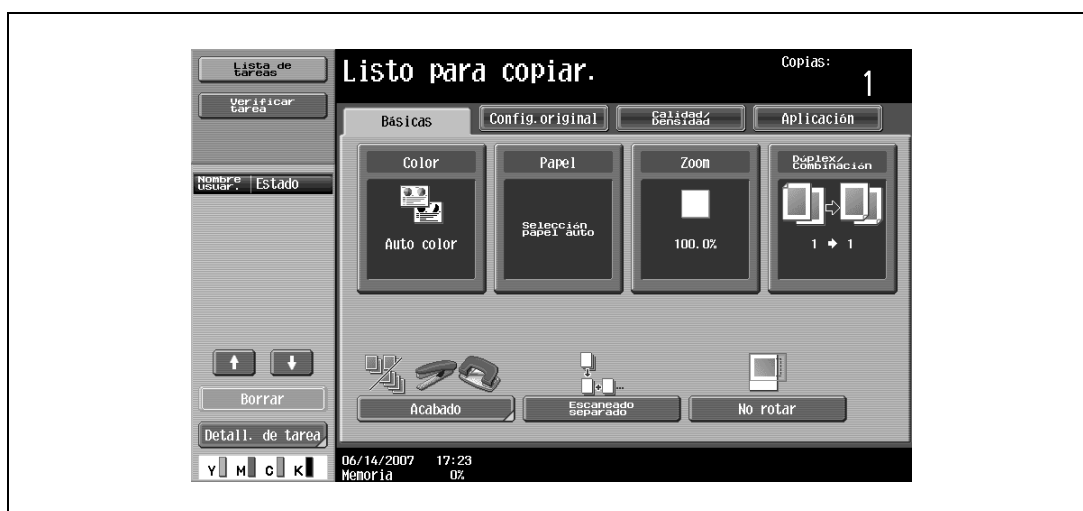 Lista de
tareas
Verificar
tarea
Nombre
usuar.
Estado
Borrar
Detall. de tarea
Y M C K
Listo para copiar.
Copias:
1
Básicas
Config.original
Calidad/
Densidad
Aplicación
Color
Papel
Zoom
Dúplex/
Combinación
Auto color
Selección
papel auto
100.0%
1 → 1
Acabado
Escaneado
separado
No rotar
06/14/2007 17:23
Memoria 0%